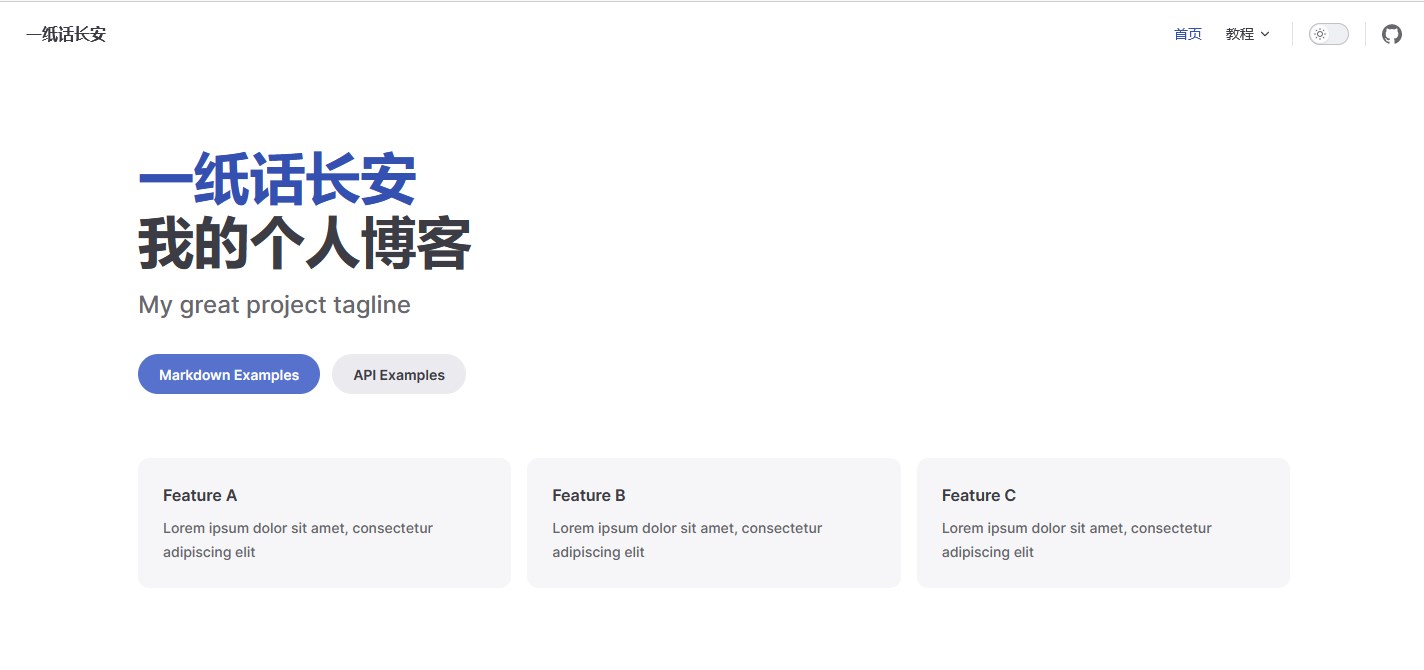 一纸话长安
首页
教程
一纸话长安
我的个人博客
My great project tagline
Markdown Examples
API Examples
Feature A
Lorem ipsum dolor sit amet, consectetur
adipiscing elit
Feature B
Lorem ipsum dolor sit amet, consectetur
adipiscing elit
Feature C
Lorem ipsum dolor sit amet, consectetur
adipiscing elit